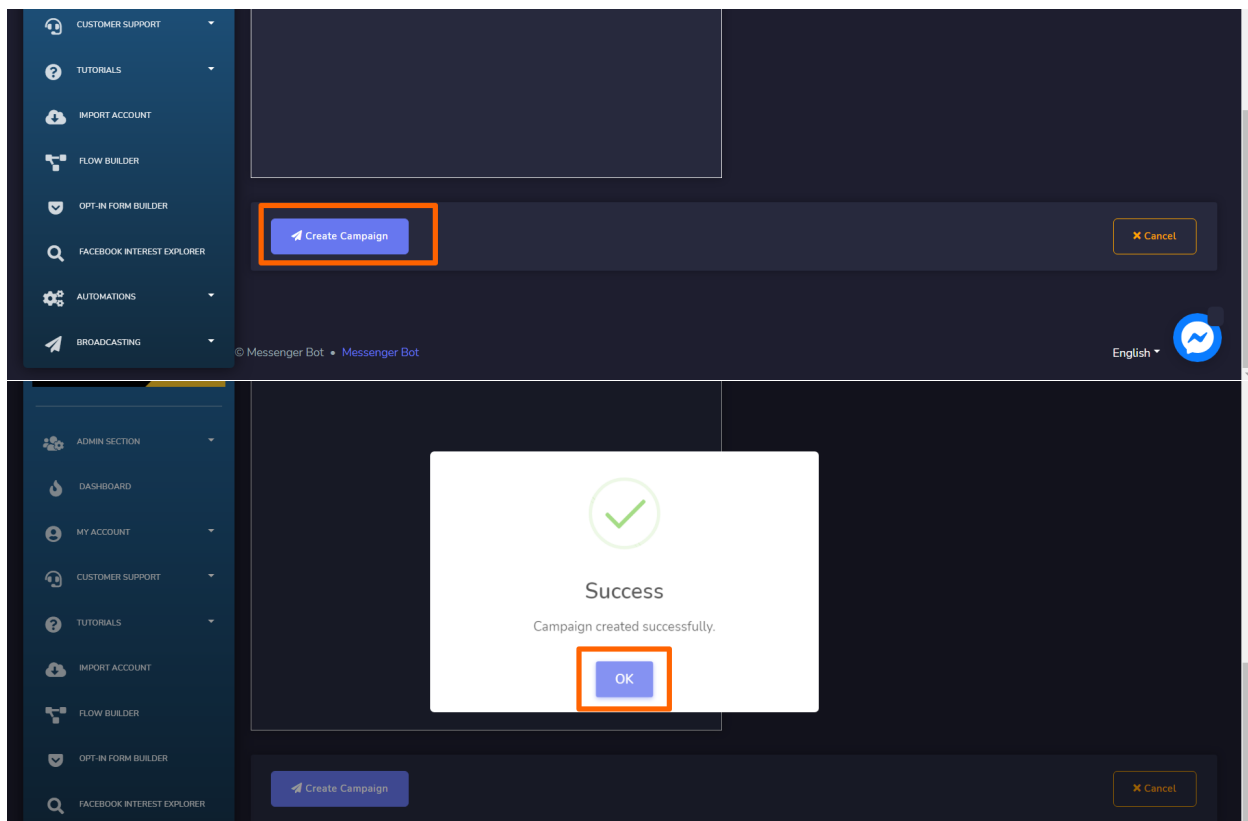 CUSTOMER SUPPORT
TUTORIALS
IMPORT ACCOUNT
FLOW BUILDER
OPT-IN FORM BUILDER
Create Campaign
Cancel
FACEBOOK INTEREST EXPLORER
AUTOMATIONS
BROADCASTING
© Messenger Bot • Messenger Bot
English
ADMIN SECTION
DASHBOARD
MY ACCOUNT
CUSTOMER SUPPORT
TUTORIALS
IMPORT ACCOUNT
FLOW BUILDER
OPT-IN FORM BUILDER
FACEBOOK INTEREST EXPLORER
Success
Campaign created successfully.
OK
Create Campaign
Cancel